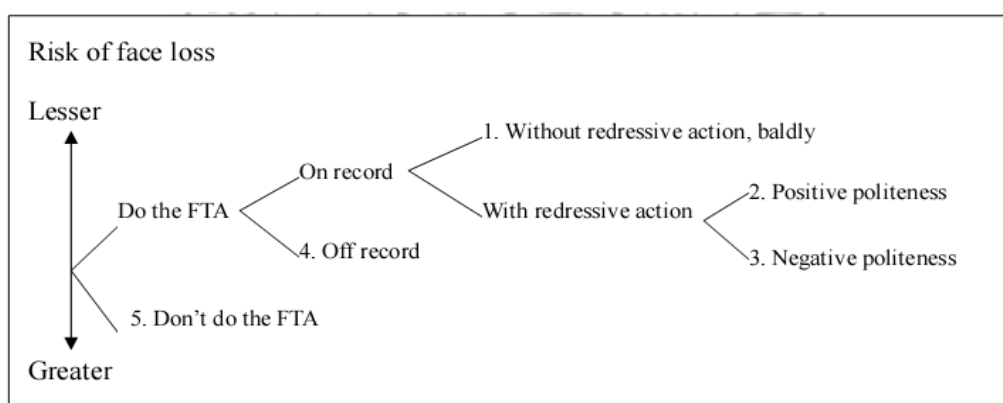 Risk of face loss
Lesser
1. Without redressive action, baldly
On record
2. Positive politeness
Do the FTA
With redressive action
4. Off record
3. Negative politeness
5. Don't do the FTA
Greater